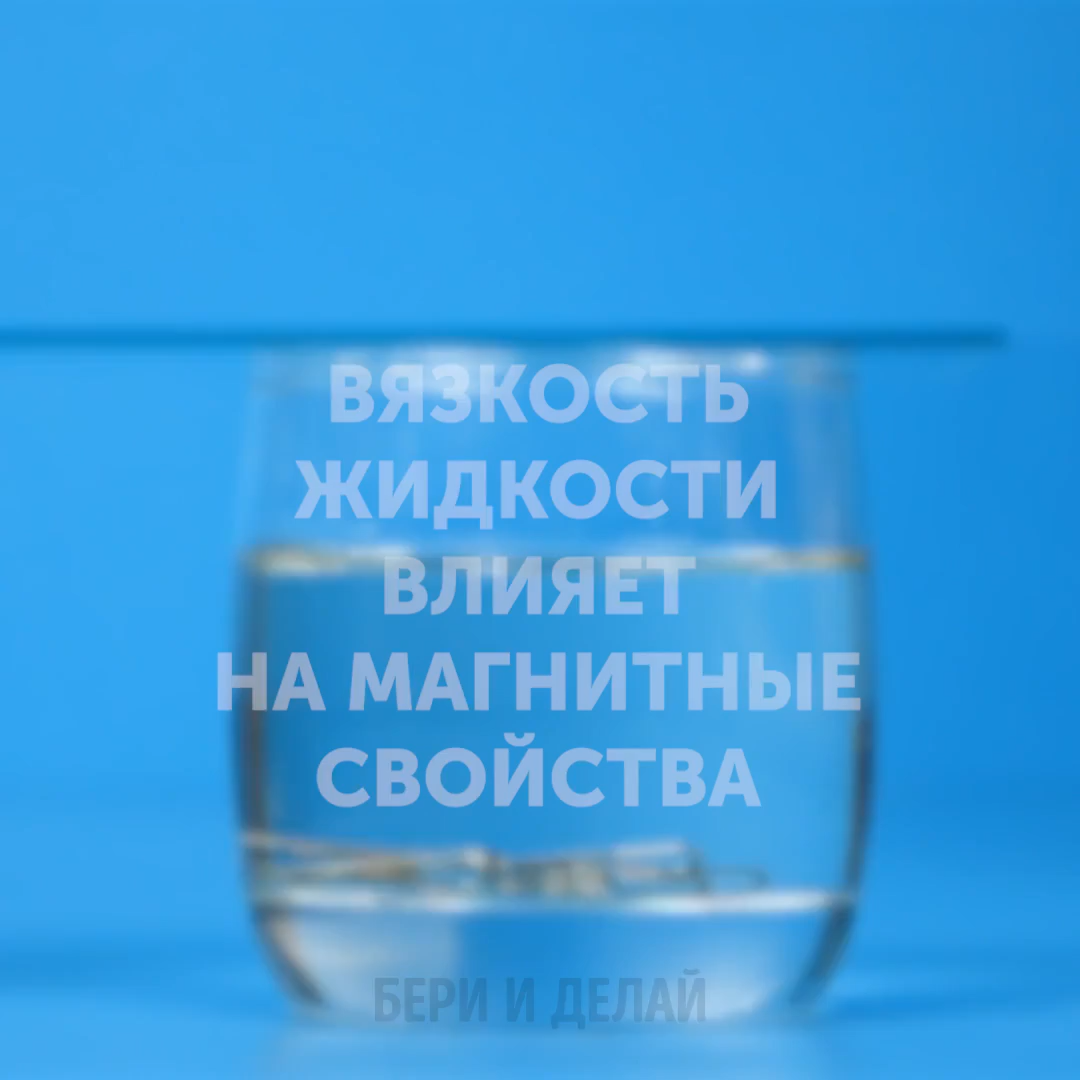 ВЯЗКОСТЬ
ЖИДКОСТИ
ВЛИЯЕТ
НА МАГНИТНЫЕ
СВОЙСТВА
БЕРИ И ДЕЛАЙ